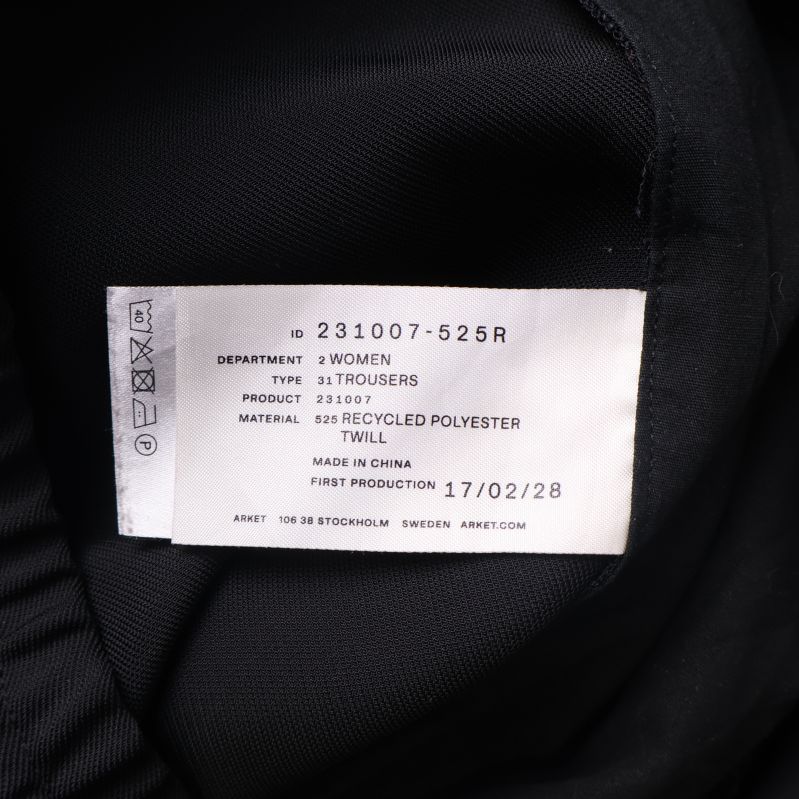 ID 231007-525R
DEPARTMENT 2 WOMEN
TYPE 31 TROUSERS
PRODUCT 231007
MATERIAL 525 RECYCLED POLYESTER
TWILL
MADE IN CHINA
FIRST PRODUCTION 17/02/28
ARKET 106 38 STOCKHOLM SWEDEN ARKET.COM
40
P